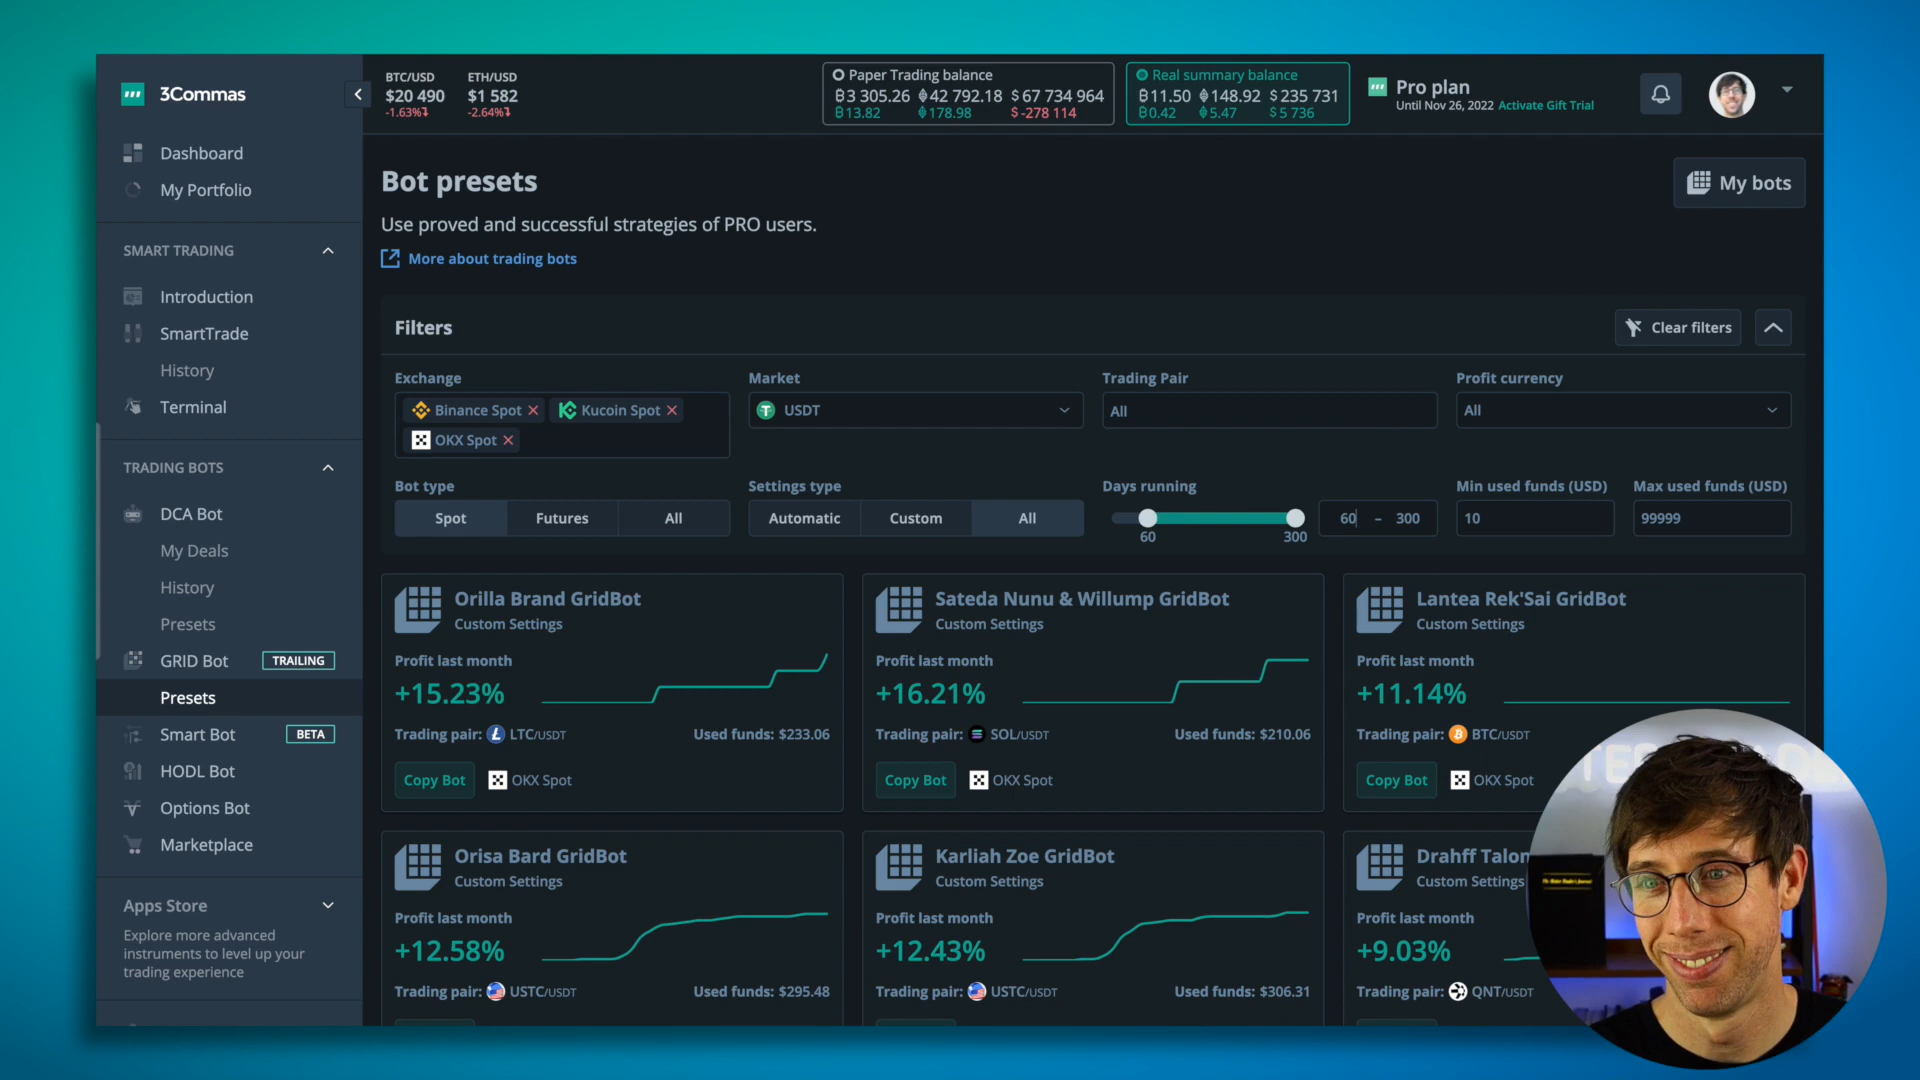 3Commas
BTC/USD
$20 490
-1.63%
ETH/USD
$1 582
-2.64%
Paper Trading balance
₿3 305.26 42 792.18 $67 734 964
₿13.82 178.98 $-278 114
Real summary balance
₿11.50 148.92 $235 731
₿0.42 5.47 $5 736
Pro plan
Until Nov 26, 2022 Activate Gift Trial
Dashboard
My Portfolio
SMART TRADING
Introduction
SmartTrade
History
Terminal
TRADING BOTS
DCA Bot
My Deals
History
Presets
GRID Bot TRAILING
Presets
Smart Bot BETA
HODL Bot
Options Bot
Marketplace
Apps Store
Explore more advanced
instruments to level up your
trading experience
Bot presets
My bots
Use proved and successful strategies of PRO users.
More about trading bots
Filters
Clear filters
Exchange
Binance Spot Kucoin Spot
OKX Spot
Market
USDT
Trading Pair
All
Profit currency
All
Bot type
Spot Futures All
Settings type
Automatic Custom All
Days running
60 – 300
60 300
Min used funds (USD)
10
Max used funds (USD)
99999
Orilla Brand GridBot
Custom Settings
Profit last month
+15.23%
Trading pair: LTC/USDT Used funds: $233.06
Copy Bot OKX Spot
Sateda Nunu & Willump GridBot
Custom Settings
Profit last month
+16.21%
Trading pair: SOL/USDT Used funds: $210.06
Copy Bot OKX Spot
Lantea Rek'Sai GridBot
Custom Settings
Profit last month
+11.14%
Trading pair: BTC/USDT
Copy Bot OKX Spot
Orisa Bard GridBot
Custom Settings
Profit last month
+12.58%
Trading pair: USTC/USDT Used funds: $295.48
Karliah Zoe GridBot
Custom Settings
Profit last month
+12.43%
Trading pair: USTC/USDT Used funds: $306.31
Drahff Talon
Custom Settings
Profit last month
+9.03%
Trading pair: QNT/USDT